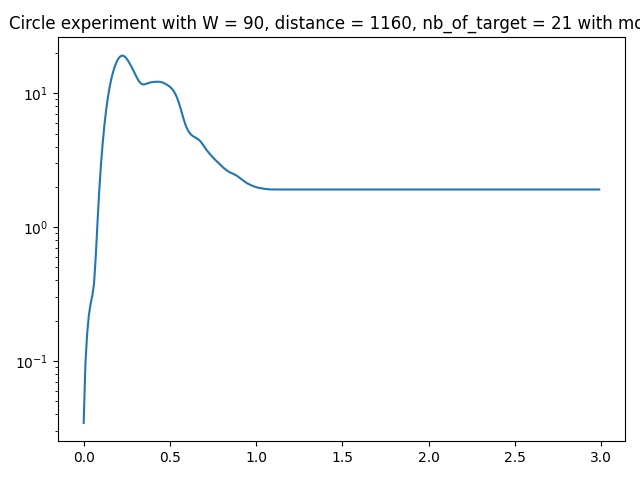 Circle experiment with W = 90, distance = 1160, nb_of_target = 21 with
10¹
10⁰
10⁻¹
0.0 0.5 1.0 1.5 2.0 2.5 3.0